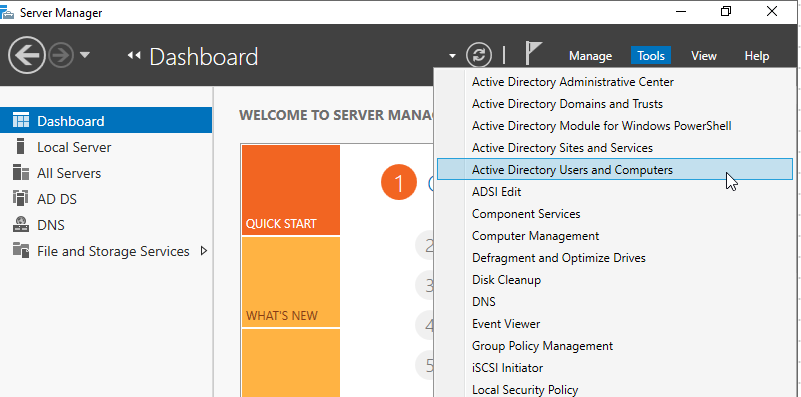 Server Manager
Dashboard
Manage Tools View Help
Dashboard
Local Server
All Servers
AD DS
DNS
File and Storage Services
WELCOME TO SERVER MANA
QUICK START
WHAT'S NEW
1
2
3
4
5
Active Directory Administrative Center
Active Directory Domains and Trusts
Active Directory Module for Windows PowerShell
Active Directory Sites and Services
Active Directory Users and Computers
ADSI Edit
Component Services
Computer Management
Defragment and Optimize Drives
Disk Cleanup
DNS
Event Viewer
Group Policy Management
iSCSI Initiator
Local Security Policy